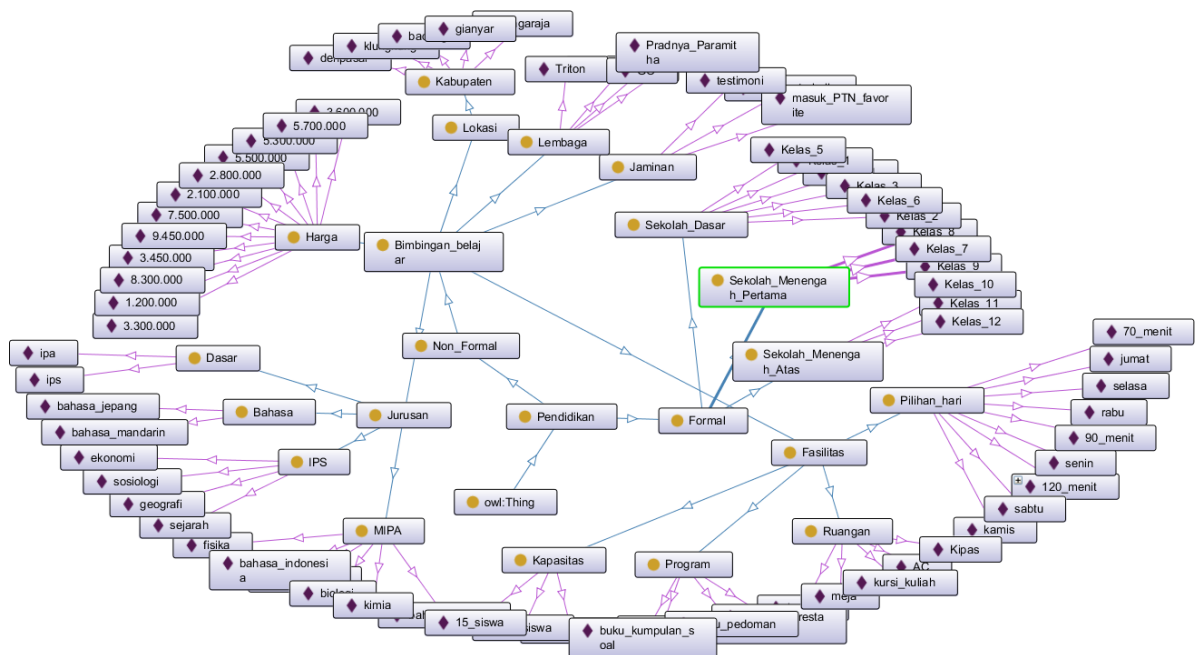 gianyar
garaja
Kabupaten
Lokasi
Pradnya_Paramit
ha
Triton
testimoni
masuk_PTN_favor
ite
Lembaga
Jaminan
5.700.000
5.300.000
5.500.000
2.800.000
2.100.000
7.500.000
9.450.000
3.450.000
8.300.000
1.200.000
3.300.000
Harga
Bimbingan_belaj
ar
Kelas_5
Kelas_3
Kelas_6
Kelas_2
Kelas_8
Kelas_7
Kelas_9
Kelas_10
Kelas_11
Kelas_12
Sekolah_Dasar
Sekolah_Menenga
h_Pertama
Sekolah_Menenga
h_Atas
Non_Formal
Dasar
ipa
ips
Bahasa
Jurusan
bahasa_jepang
bahasa_mandarin
IPS
ekonomi
sosiologi
geografi
sejarah
fisika
MIPA
bahasa_indonesi
a
biologi
kimia
Pendidikan
Formal
owl:Thing
Fasilitas
Pilihan_hari
70_menit
jumat
selasa
rabu
90_menit
senin
120_menit
sabtu
kamis
Ruangan
Kipas
AC
kursi_kuliah
meja
Kapasitas
15_siswa
siswa
Program
buku_kumpulan_s
oal
_pedoman
resta